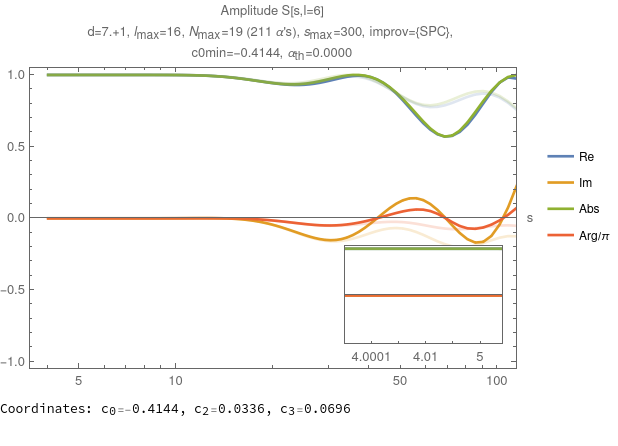 Amplitude S[s,l=6]
d=7.+1, lmax=16, Nmax=19 (211 α's), smax=300, improv={SPC},
c0min=−0.4144, αth=0.0000
1.0
0.5
0.0
−0.5
−1.0
s
Re
Im
Abs
Arg/π
4.0001 4.01 5
5 10 50 100
Coordinates: c0=-0.4144, c2=0.0336, c3=0.0696